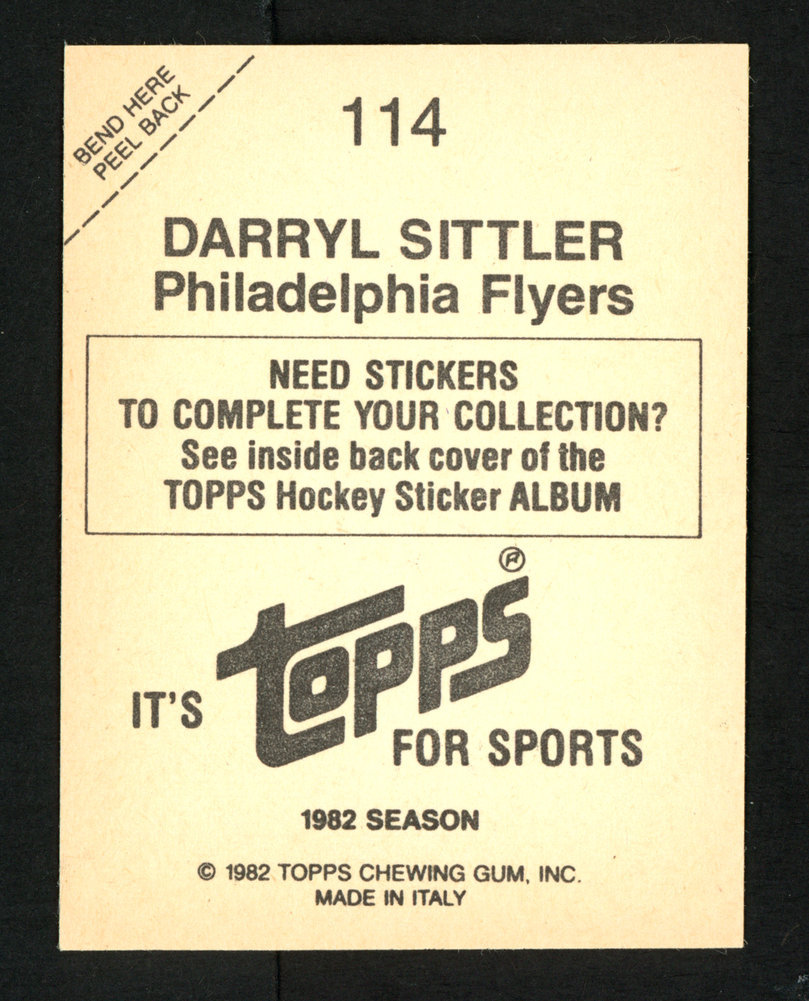 BEND HERE
PEEL BACK
114
DARRYL SITTLER
Philadelphia Flyers
NEED STICKERS
TO COMPLETE YOUR COLLECTION?
See inside back cover of the
TOPPS Hockey Sticker ALBUM
IT'S
topps®
FOR SPORTS
1982 SEASON
© 1982 TOPPS CHEWING GUM, INC.
MADE IN ITALY